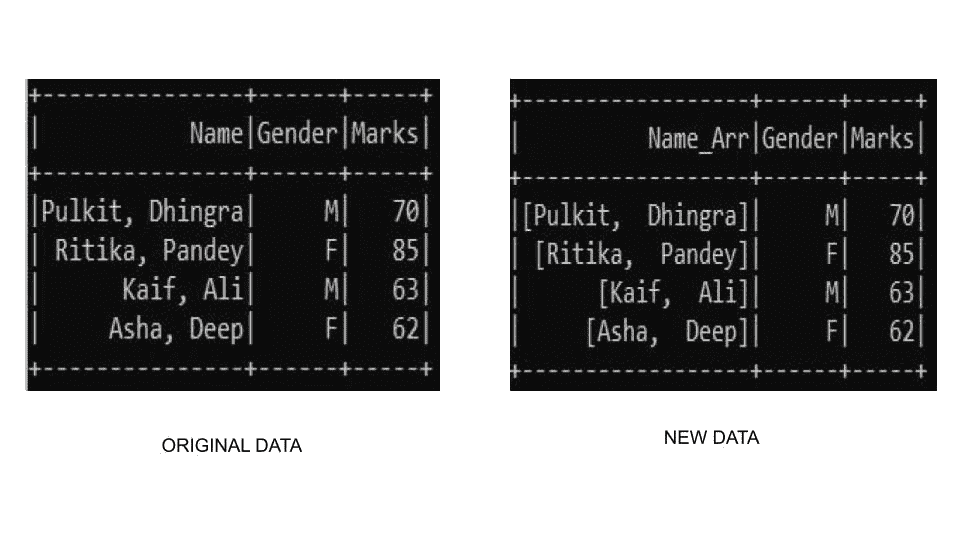 +---------------+------+-----+
|           Name|Gender|Marks|
+---------------+------+-----+
|Pulkit, Dhingra|     M|   70|
| Ritika, Pandey|     F|   85|
|      Kaif, Ali|     M|   63|
|     Asha, Deep|     F|   62|
+---------------+------+-----+
ORIGINAL DATA
+------------------+------+-----+
|          Name_Arr|Gender|Marks|
+------------------+------+-----+
|[Pulkit,  Dhingra]|     M|   70|
| [Ritika,  Pandey]|     F|   85|
|      [Kaif,  Ali]|     M|   63|
|     [Asha,  Deep]|     F|   62|
+------------------+------+-----+
NEW DATA